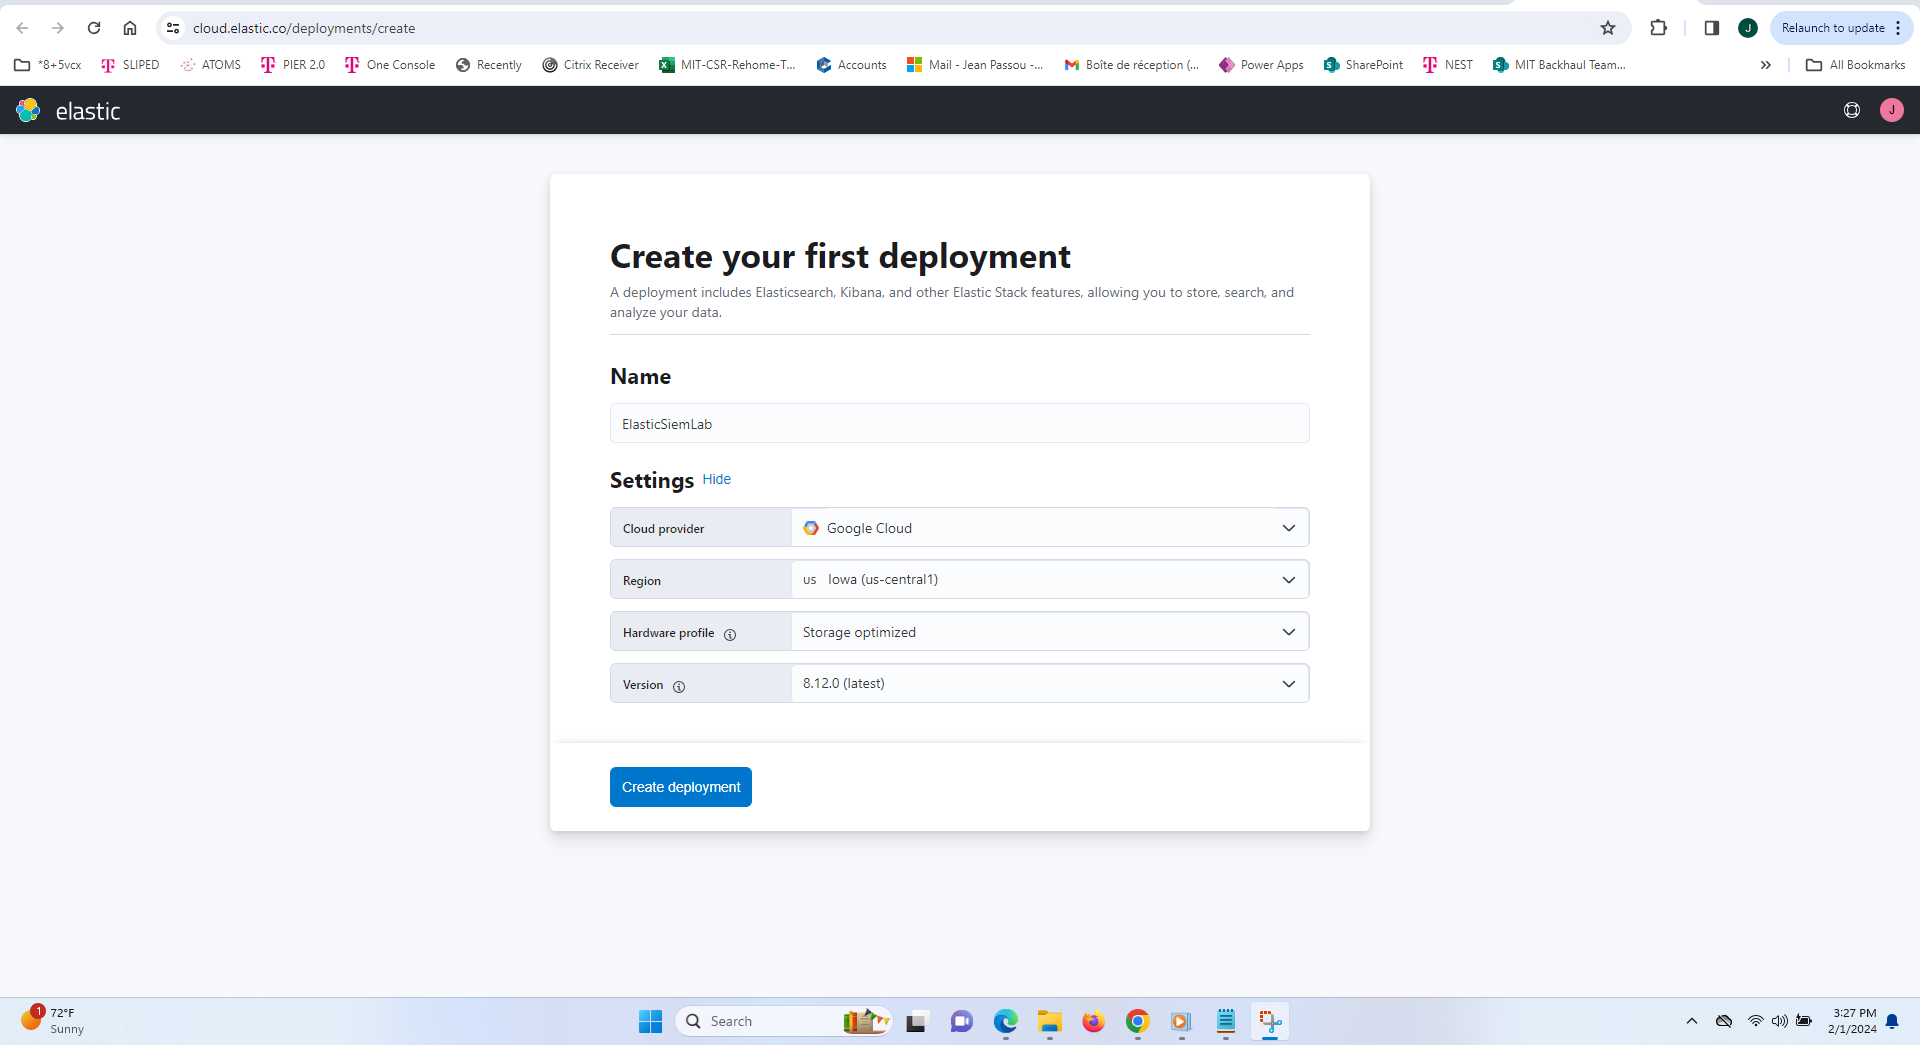 cloud.elastic.co/deployments/create
J
Relaunch to update
*8+5vcx
SLIPED
ATOMS
PIER 2.0
One Console
Recently
Citrix Receiver
MIT-CSR-Rehome-T...
Accounts
Mail - Jean Passou -...
Boîte de réception (...
Power Apps
SharePoint
NEST
MIT Backhaul Team...
All Bookmarks
elastic
J
Create your first deployment
A deployment includes Elasticsearch, Kibana, and other Elastic Stack features, allowing you to store, search, and
analyze your data.
Name
ElasticSiemLab
Settings Hide
Cloud provider
Google Cloud
Region
us Iowa (us-central1)
Hardware profile
Storage optimized
Version
8.12.0 (latest)
Create deployment
1
72°F
Sunny
Search
3:27 PM
2/1/2024